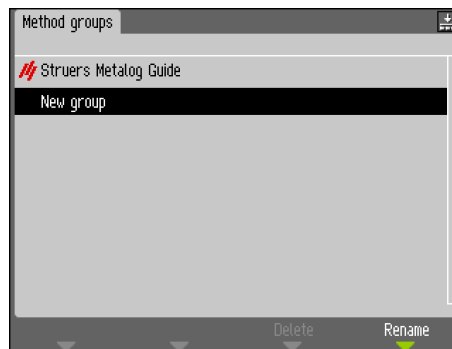 Method groups
Struers Metalog Guide
New group
Delete
Rename